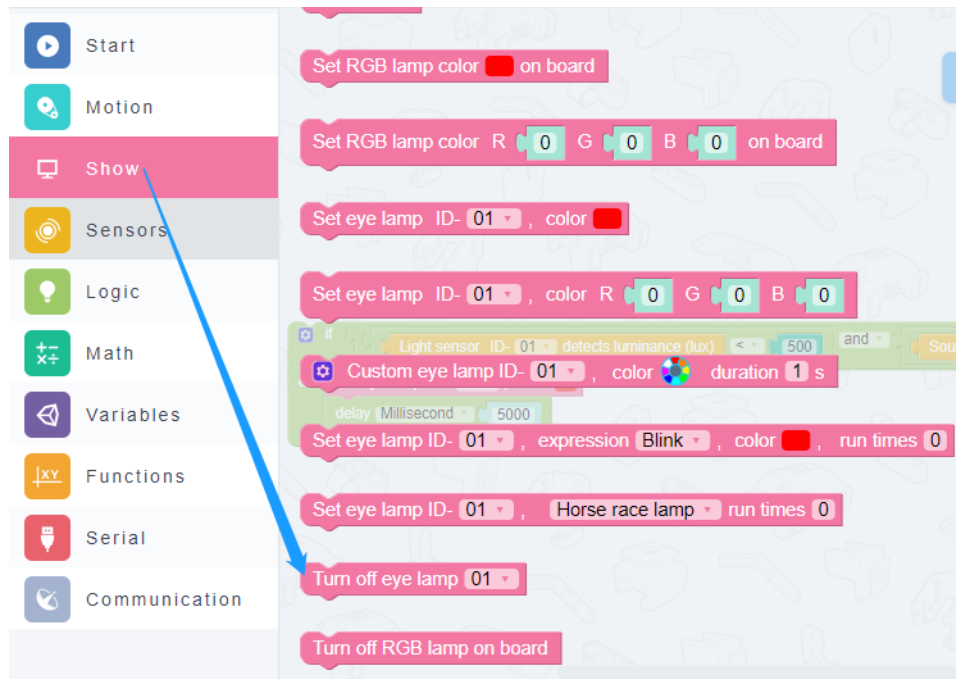 Start
Motion
Show
Sensors
Logic
Math
Variables
Functions
Serial
Communication
Set RGB lamp color on board
Set RGB lamp color R 0 G 0 B 0 on board
Set eye lamp ID- 01 , color
Set eye lamp ID- 01 , color R 0 G 0 B 0
if Light sensor ID- 01 detects luminance (lux) < 500 and Sou
Custom eye lamp ID- 01 , color duration 1 s
delay Millisecond 5000
Set eye lamp ID- 01 , expression Blink , color , run times 0
Set eye lamp ID- 01 , Horse race lamp run times 0
Turn off eye lamp 01
Turn off RGB lamp on board